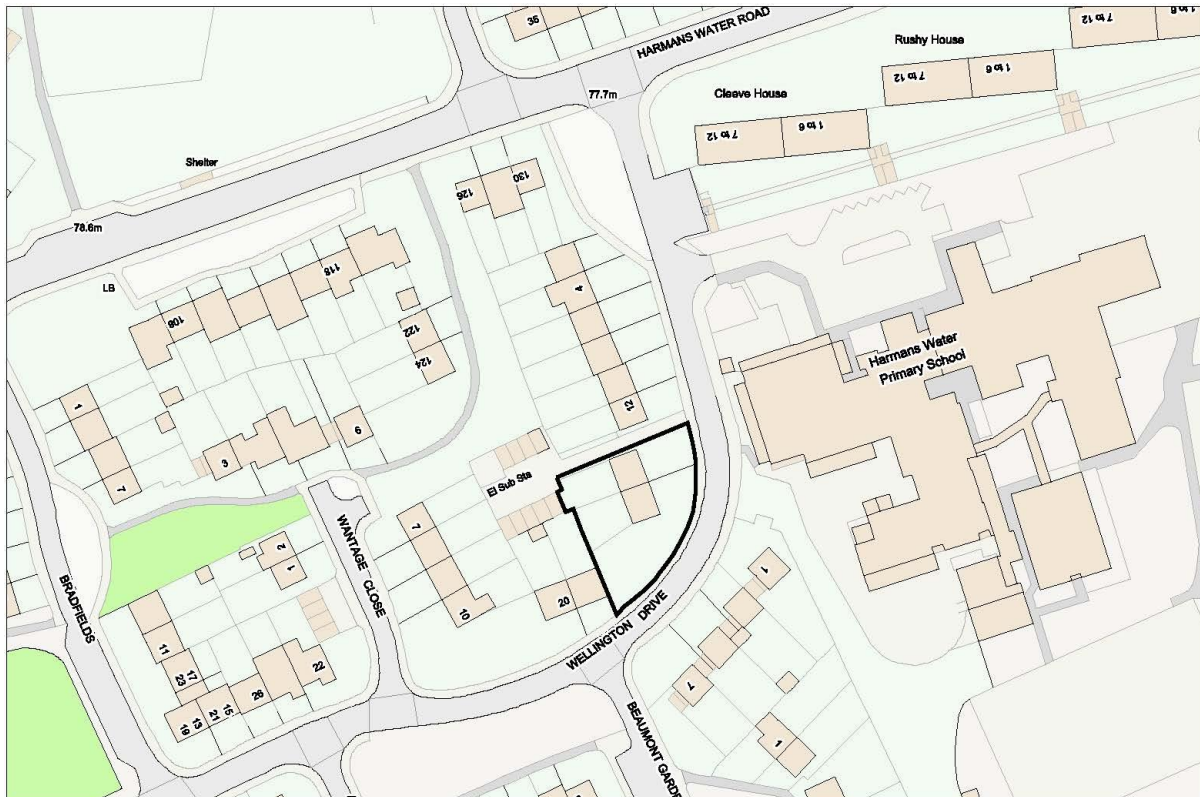 35
HARMANS WATER ROAD
7 to 12
Rushy House
7 to 12
1 to 6
77.7m
Cleeve House
7 to 12
1 to 6
Shelter
126
130
78.6m
118
LB
4
108
122
124
Harmans Water
Primary School
1
12
6
3
7
El Sub Sta
7
WANTAGE CLOSE
2
1
1
20
10
BRADFIELDS
WELLINGTON DRIVE
11
17
23
22
7
26
15
21
13
19
BEAUMONT GARDE
1